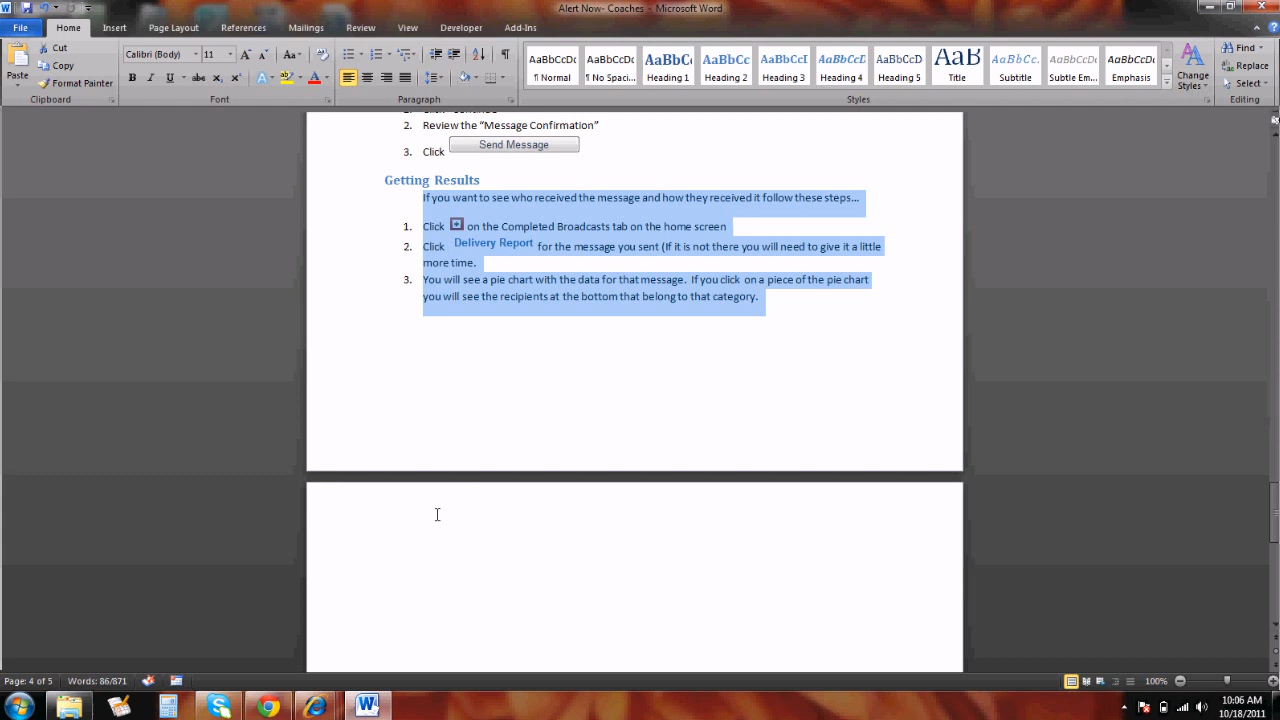 Alert Now- Coaches - Microsoft Word
File Home Insert Page Layout References Mailings Review View Developer Add-Ins
Paste Cut Copy Format Painter
Calibri (Body) 11
AaBbCcDc AaBbCcDc AaBbC AaBbCc AaBbCcI AaBbCcD AaBbCcD AaB AaBbCc. AaBbCcDc AaBbCcDc
¶ Normal ¶ No Spaci... Heading 1 Heading 2 Heading 3 Heading 4 Heading 5 Title Subtitle Subtle Em... Emphasis
Change Styles
Find Replace Select
Clipboard Font Paragraph Styles Editing
2. Review the “Message Confirmation”
3. Click Send Message
Getting Results
If you want to see who received the message and how they received it follow these steps…
1. Click on the Completed Broadcasts tab on the home screen
2. Click Delivery Report for the message you sent (If it is not there you will need to give it a little
more time.
3. You will see a pie chart with the data for that message. If you click on a piece of the pie chart
you will see the recipients at the bottom that belong to that category.
Page: 4 of 5 Words: 86/871 100%
10:06 AM
10/18/2011